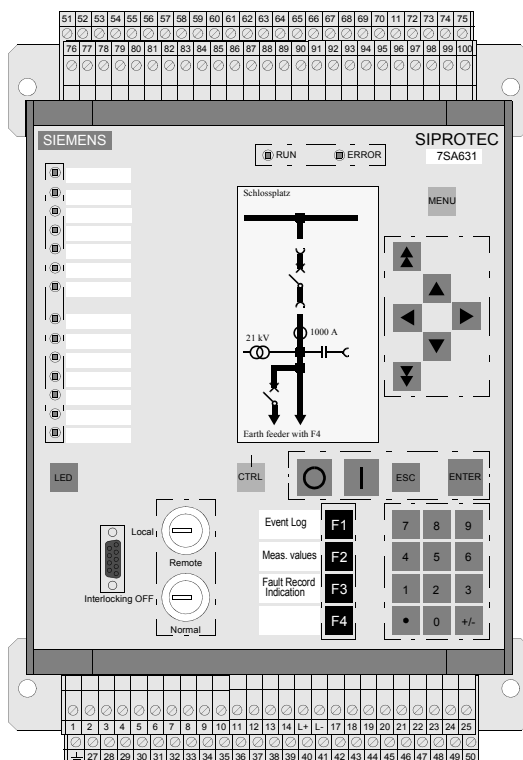 51 52 53 54 55 56 57 58 59 60 61 62 63 64 65 66 67 68 69 70 11 72 73 74 75
76 77 78 79 80 81 82 83 84 85 86 87 88 89 90 91 92 93 94 95 96 97 98 99 100
SIEMENS
SIPROTEC
7SA631
RUN
ERROR
MENU
Schlossplatz
21 kV
1000 A
Earth feeder with F4
LED
CTRL
ESC
ENTER
Local
Remote
Interlocking OFF
Normal
Event Log
F1
Meas. values
F2
Fault Record
Indication
F3
F4
7 8 9
4 5 6
1 2 3
• 0 +/-
1 2 3 4 5 6 7 8 9 10 11 12 13 14 L+ L- 17 18 19 20 21 22 23 24 25
27 28 29 30 31 32 33 34 35 36 37 38 39 40 41 42 43 44 45 46 47 48 49 50